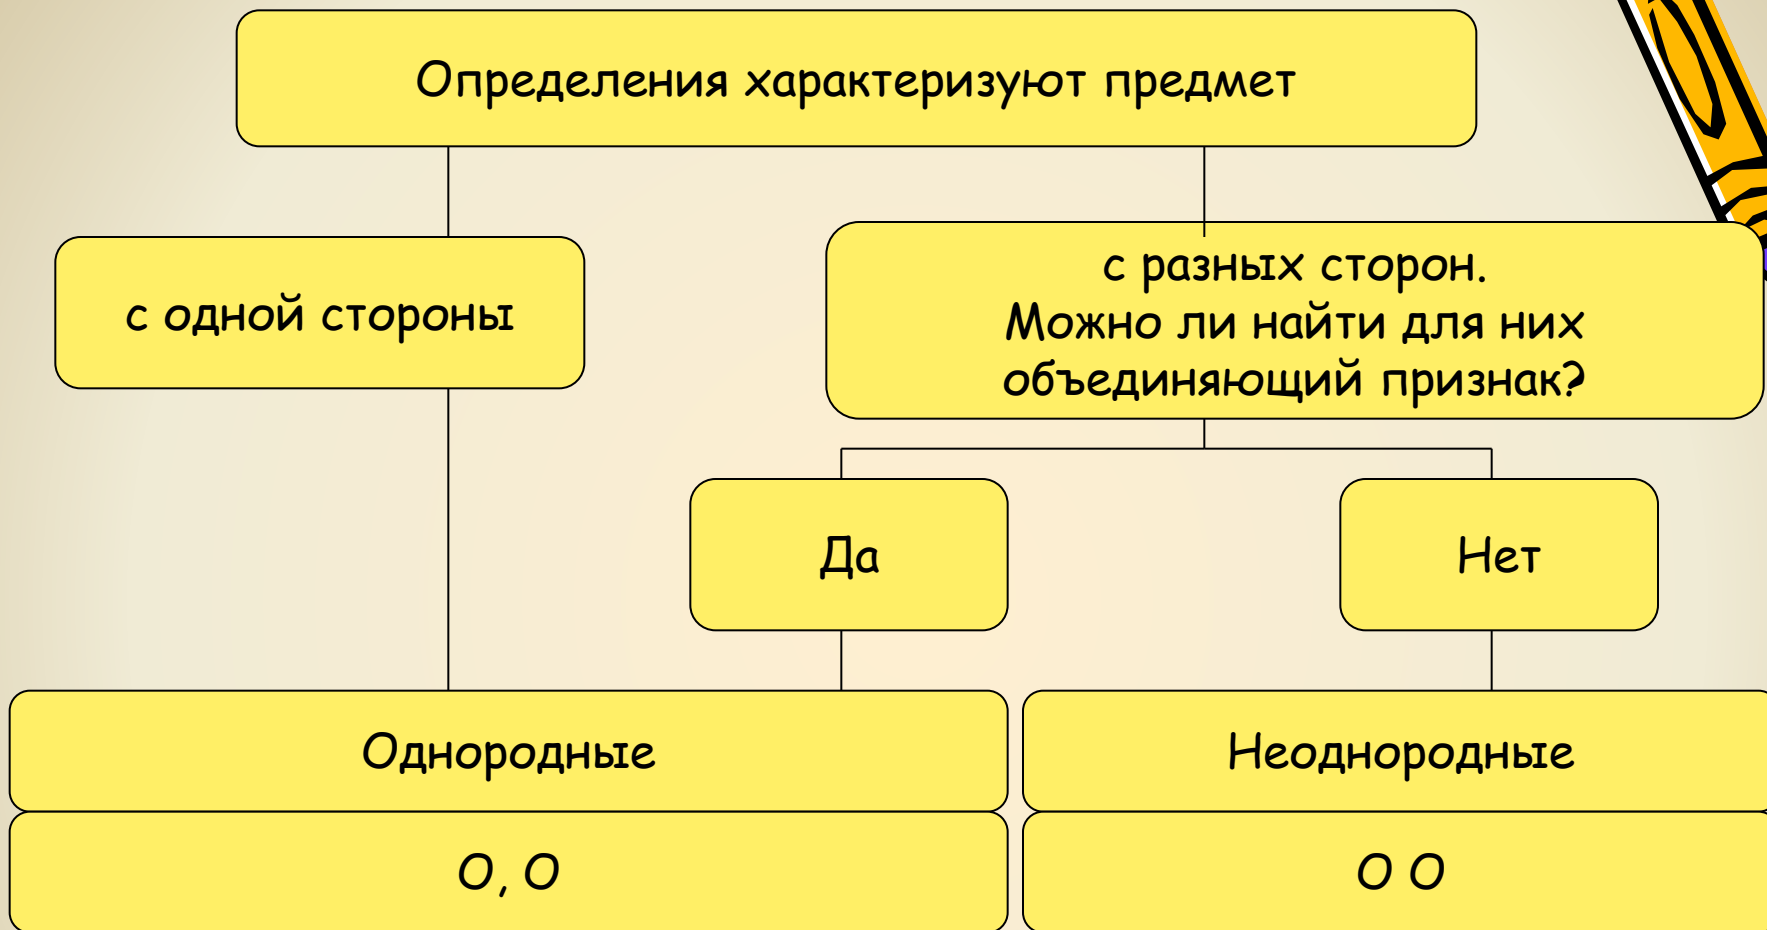 Определения характеризуют предмет
с одной стороны
с разных сторон.
Можно ли найти для них
объединяющий признак?
Да
Нет
Однородные
Неоднородные
О, О
О О